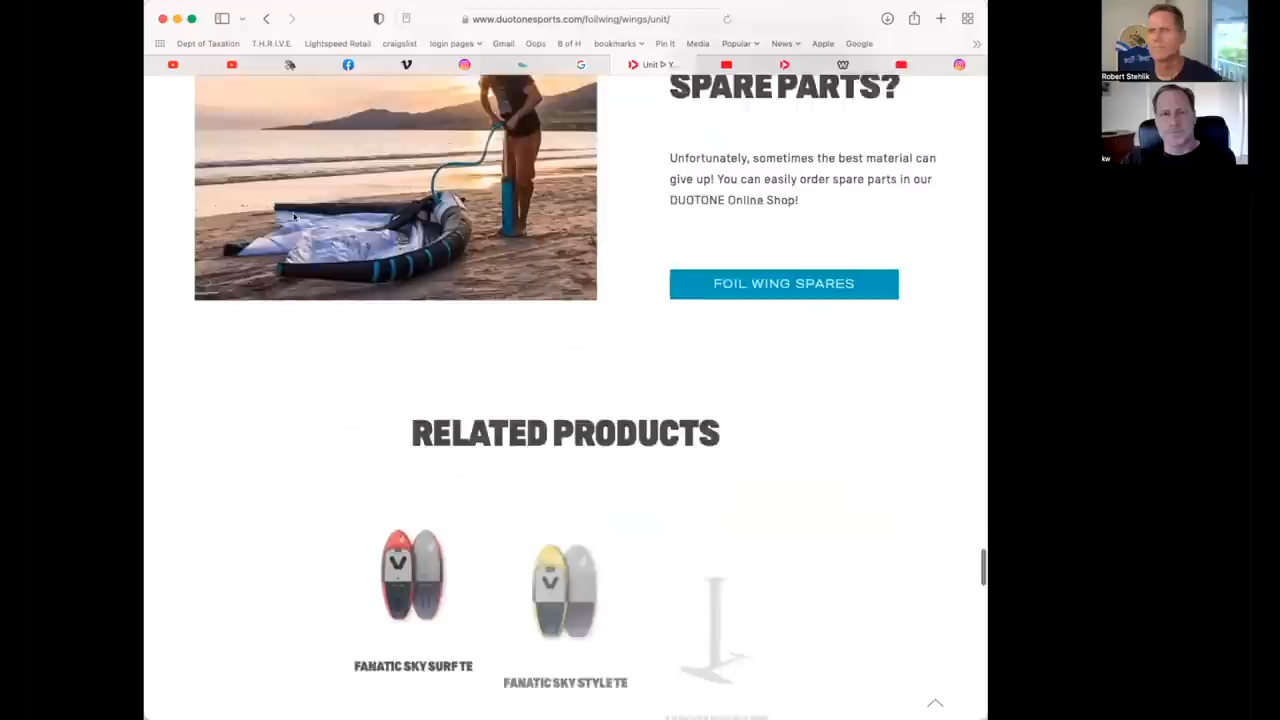 www.duotonesports.com/foilwing/wings/unit/
Dept of Taxation T.H.R.I.V.E. Lightspeed Retail craigslist login pages Gmail Oops B of H bookmarks Pin It Media Popular News Apple Google
Unit ᐅ Y...
Robert Stehlik
kw
SPARE PARTS?
Unfortunately, sometimes the best material can
give up! You can easily order spare parts in our
DUOTONE Online Shop!
FOIL WING SPARES
RELATED PRODUCTS
FANATIC SKY SURF TE
FANATIC SKY STYLE TE